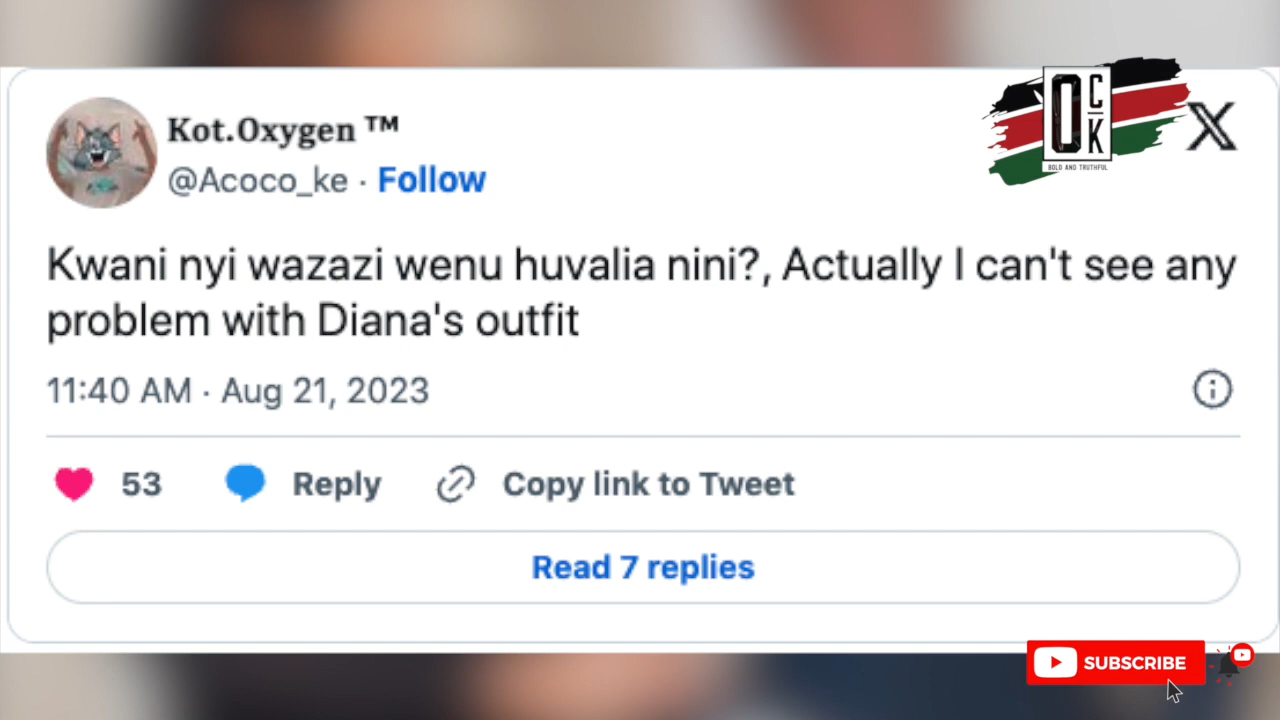 Kot.Oxygen ™
@Acoco_ke · Follow
Kwani nyi wazazi wenu huvalia nini?, Actually I can't see any
problem with Diana's outfit
11:40 AM · Aug 21, 2023
53 Reply Copy link to Tweet
Read 7 replies
OCK
BOLD AND TRUTHFUL
X
SUBSCRIBE